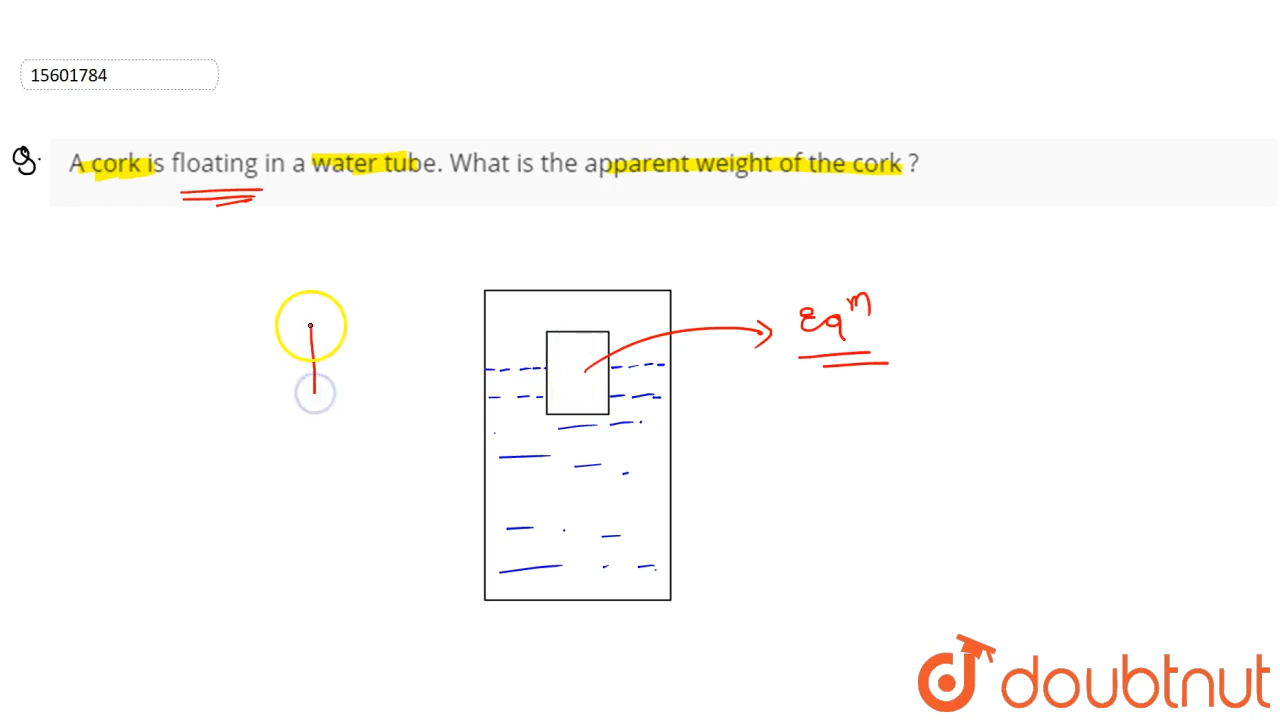 15601784
Q. A cork is floating in a water tube. What is the apparent weight of the cork ?
Eqᵐ
doubtnut